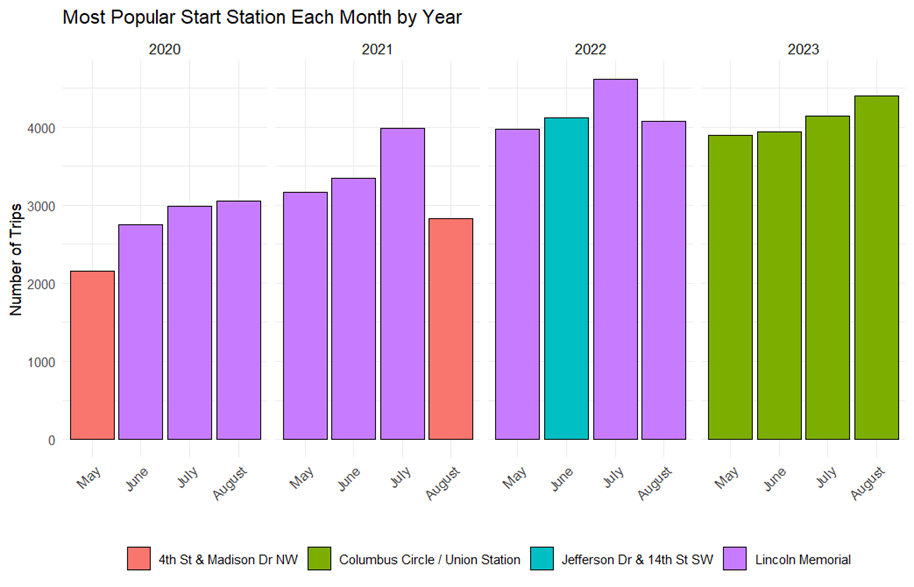 Most Popular Start Station Each Month by Year
2020 2021 2022 2023
Number of Trips
4000
3000
2000
1000
0
May June July August May June July August May June July August May June July August
4th St & Madison Dr NW Columbus Circle / Union Station Jefferson Dr & 14th St SW Lincoln Memorial